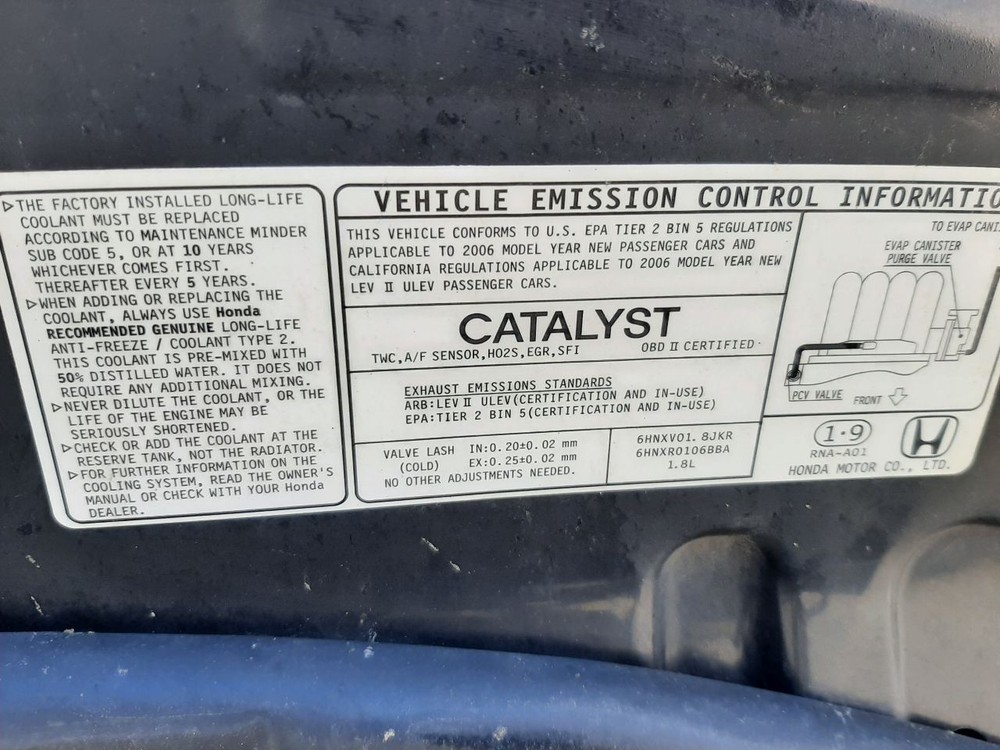 ▷THE FACTORY INSTALLED LONG-LIFE
COOLANT MUST BE REPLACED
ACCORDING TO MAINTENANCE MINDER
SUB CODE 5, OR AT 10 YEARS
WHICHEVER COMES FIRST.
THEREAFTER EVERY 5 YEARS.
▷WHEN ADDING OR REPLACING THE
COOLANT, ALWAYS USE Honda
RECOMMENDED GENUINE LONG-LIFE
ANTI-FREEZE / COOLANT TYPE 2.
THIS COOLANT IS PRE-MIXED WITH
50% DISTILLED WATER. IT DOES NOT
REQUIRE ANY ADDITIONAL MIXING.
▷NEVER DILUTE THE COOLANT, OR THE
LIFE OF THE ENGINE MAY BE
SERIOUSLY SHORTENED.
▷CHECK OR ADD THE COOLANT AT THE
RESERVE TANK, NOT THE RADIATOR.
▷FOR FURTHER INFORMATION ON THE
COOLING SYSTEM, READ THE OWNER'S
MANUAL OR CHECK WITH YOUR Honda
DEALER.
VEHICLE EMISSION CONTROL INFORMATIO
THIS VEHICLE CONFORMS TO U.S. EPA TIER 2 BIN 5 REGULATIONS
APPLICABLE TO 2006 MODEL YEAR NEW PASSENGER CARS AND
CALIFORNIA REGULATIONS APPLICABLE TO 2006 MODEL YEAR NEW
LEV II ULEV PASSENGER CARS.
CATALYST
TWC,A/F SENSOR,HO2S,EGR,SFI OBD II CERTIFIED
EXHAUST EMISSIONS STANDARDS
ARB:LEV II ULEV(CERTIFICATION AND IN-USE)
EPA:TIER 2 BIN 5(CERTIFICATION AND IN-USE)
VALVE LASH IN:0.20±0.02 mm
(COLD) EX:0.25±0.02 mm
NO OTHER ADJUSTMENTS NEEDED.
6HNXV01.8JKR
6HNXR0106BBA
1.8L
TO EVAP CANI
EVAP CANISTER
PURGE VALVE
PCV VALVE FRONT
1·9
RNA-A01
HONDA MOTOR CO., LTD.